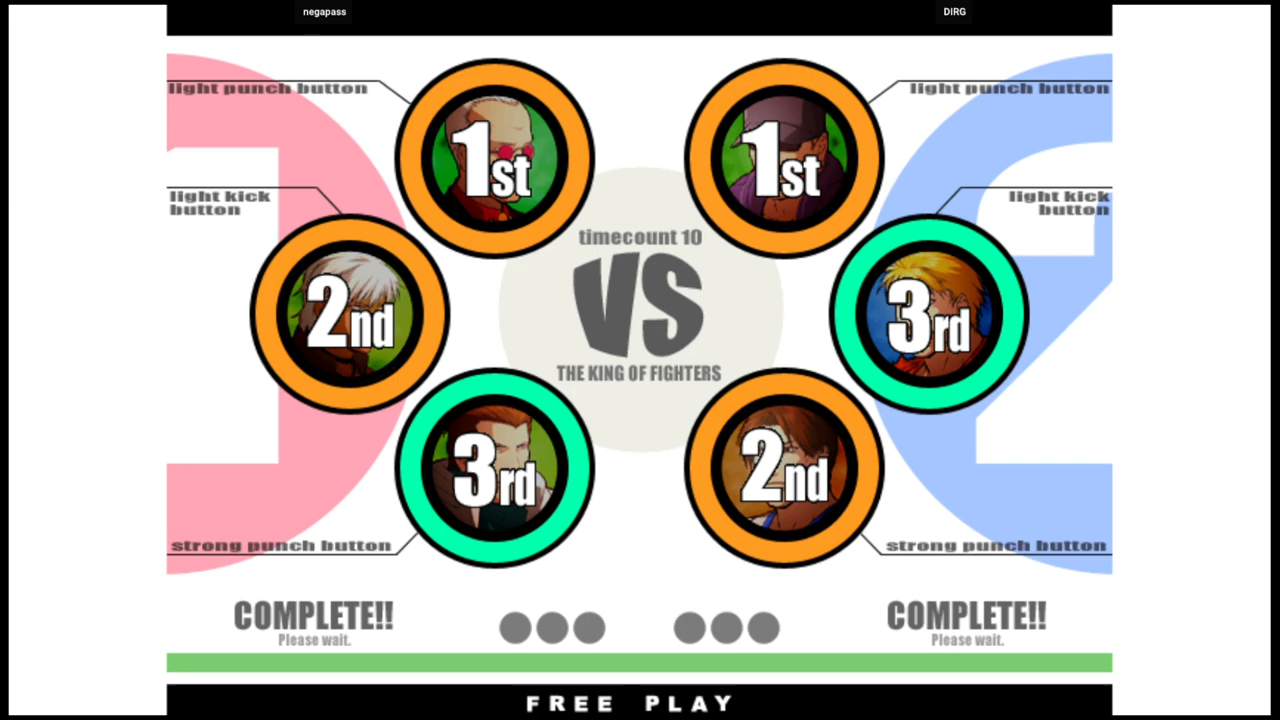 negapass
DIRG
light punch button
light punch button
1st
1st
light kick
button
light kick
button
timecount 10
VS
THE KING OF FIGHTERS
2nd
3rd
3rd
2nd
strong punch button
strong punch button
COMPLETE!!
Please wait.
COMPLETE!!
Please wait.
FREE PLAY